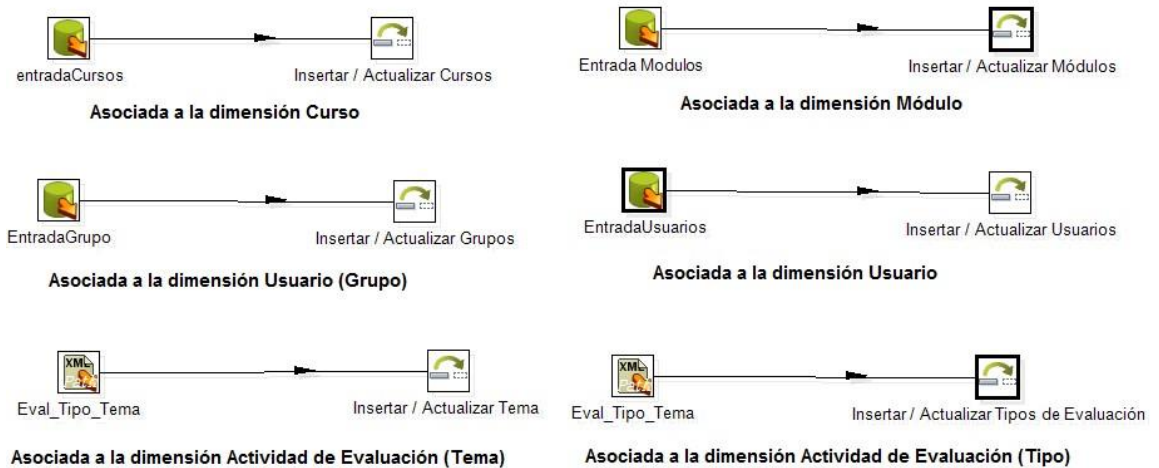 entradaCursos
Insertar / Actualizar Cursos
Asociada a la dimensión Curso
Entrada Modulos
Insertar / Actualizar Módulos
Asociada a la dimensión Módulo
EntradaGrupo
Insertar / Actualizar Grupos
Asociada a la dimensión Usuario (Grupo)
EntradaUsuarios
Insertar / Actualizar Usuarios
Asociada a la dimensión Usuario
XML
Path
Eval_Tipo_Tema
Insertar / Actualizar Tema
Asociada a la dimensión Actividad de Evaluación (Tema)
XML
Path
Eval_Tipo_Tema
Insertar / Actualizar Tipos de Evaluación
Asociada a la dimensión Actividad de Evaluación (Tipo)